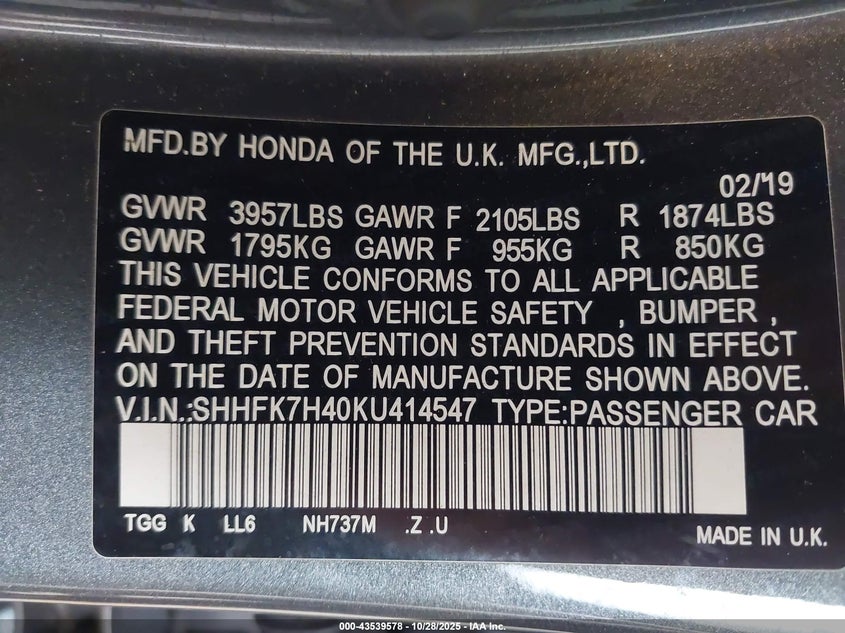 MFD.BY HONDA OF THE U.K. MFG.,LTD.
02/'19
GVWR 3957LBS GAWR F 2105LBS R 1874LBS
GVWR 1795KG GAWR F 955KG R 850KG
THIS VEHICLE CONFORMS TO ALL APPLICABLE
FEDERAL MOTOR VEHICLE SAFETY , BUMPER ,
AND THEFT PREVENTION STANDARDS IN EFFECT
ON THE DATE OF MANUFACTURE SHOWN ABOVE.
V.I.N.:SHHFK7H40KU414547 TYPE:PASSENGER CAR
TGG K LL6 NH737M .Z .U
MADE IN U.K.
000-43539578 | 10/28/2025 - IAA Inc.